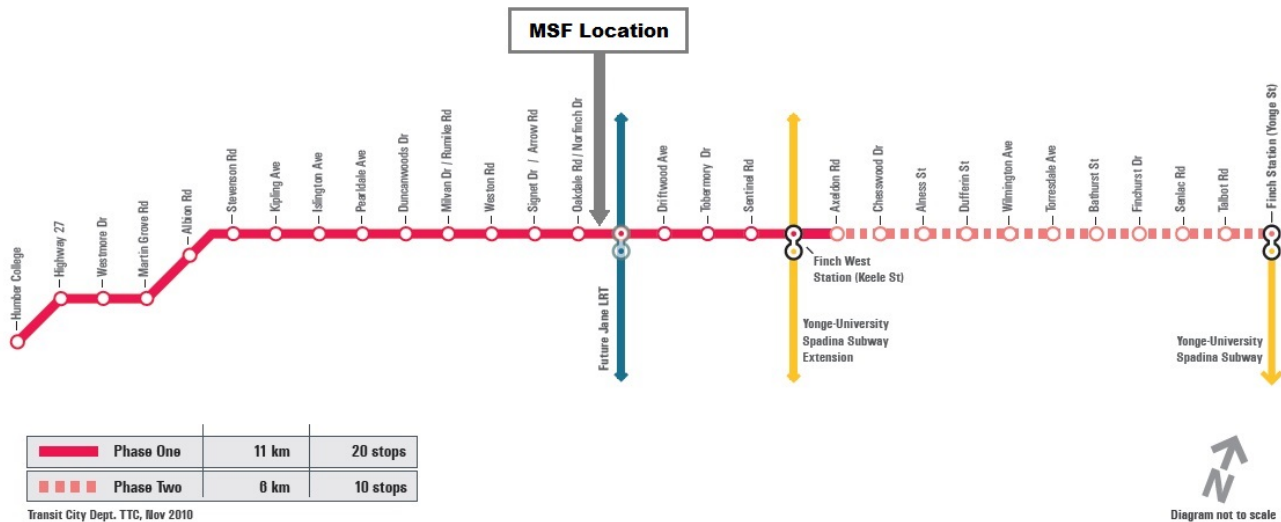 MSF Location
Humber College
Highway 27
Westmore Dr
Martin Grove Rd
Albion Rd
Stevenson Rd
Kipling Ave
Islington Ave
Pearldale Ave
Duncanwoods Dr
Milvan Dr / Rumike Rd
Weston Rd
Signet Dr / Arrow Rd
Oakdale Rd / Norfinch Dr
Future Jane LRT
Driftwood Ave
Tobermory Dr
Sentinel Rd
Finch West
Station (Keele St)
Yonge-University
Spadina Subway
Extension
Axeldon Rd
Chesswood Dr
Alness St
Dufferin St
Wilmington Ave
Torresdale Ave
Bathurst St
Finchurst Dr
Senlac Rd
Talbot Rd
Finch Station (Yonge St)
Yonge-University
Spadina Subway
Phase One 11 km 20 stops
Phase Two 6 km 10 stops
Transit City Dept. TTC, Nov 2010
N
Diagram not to scale